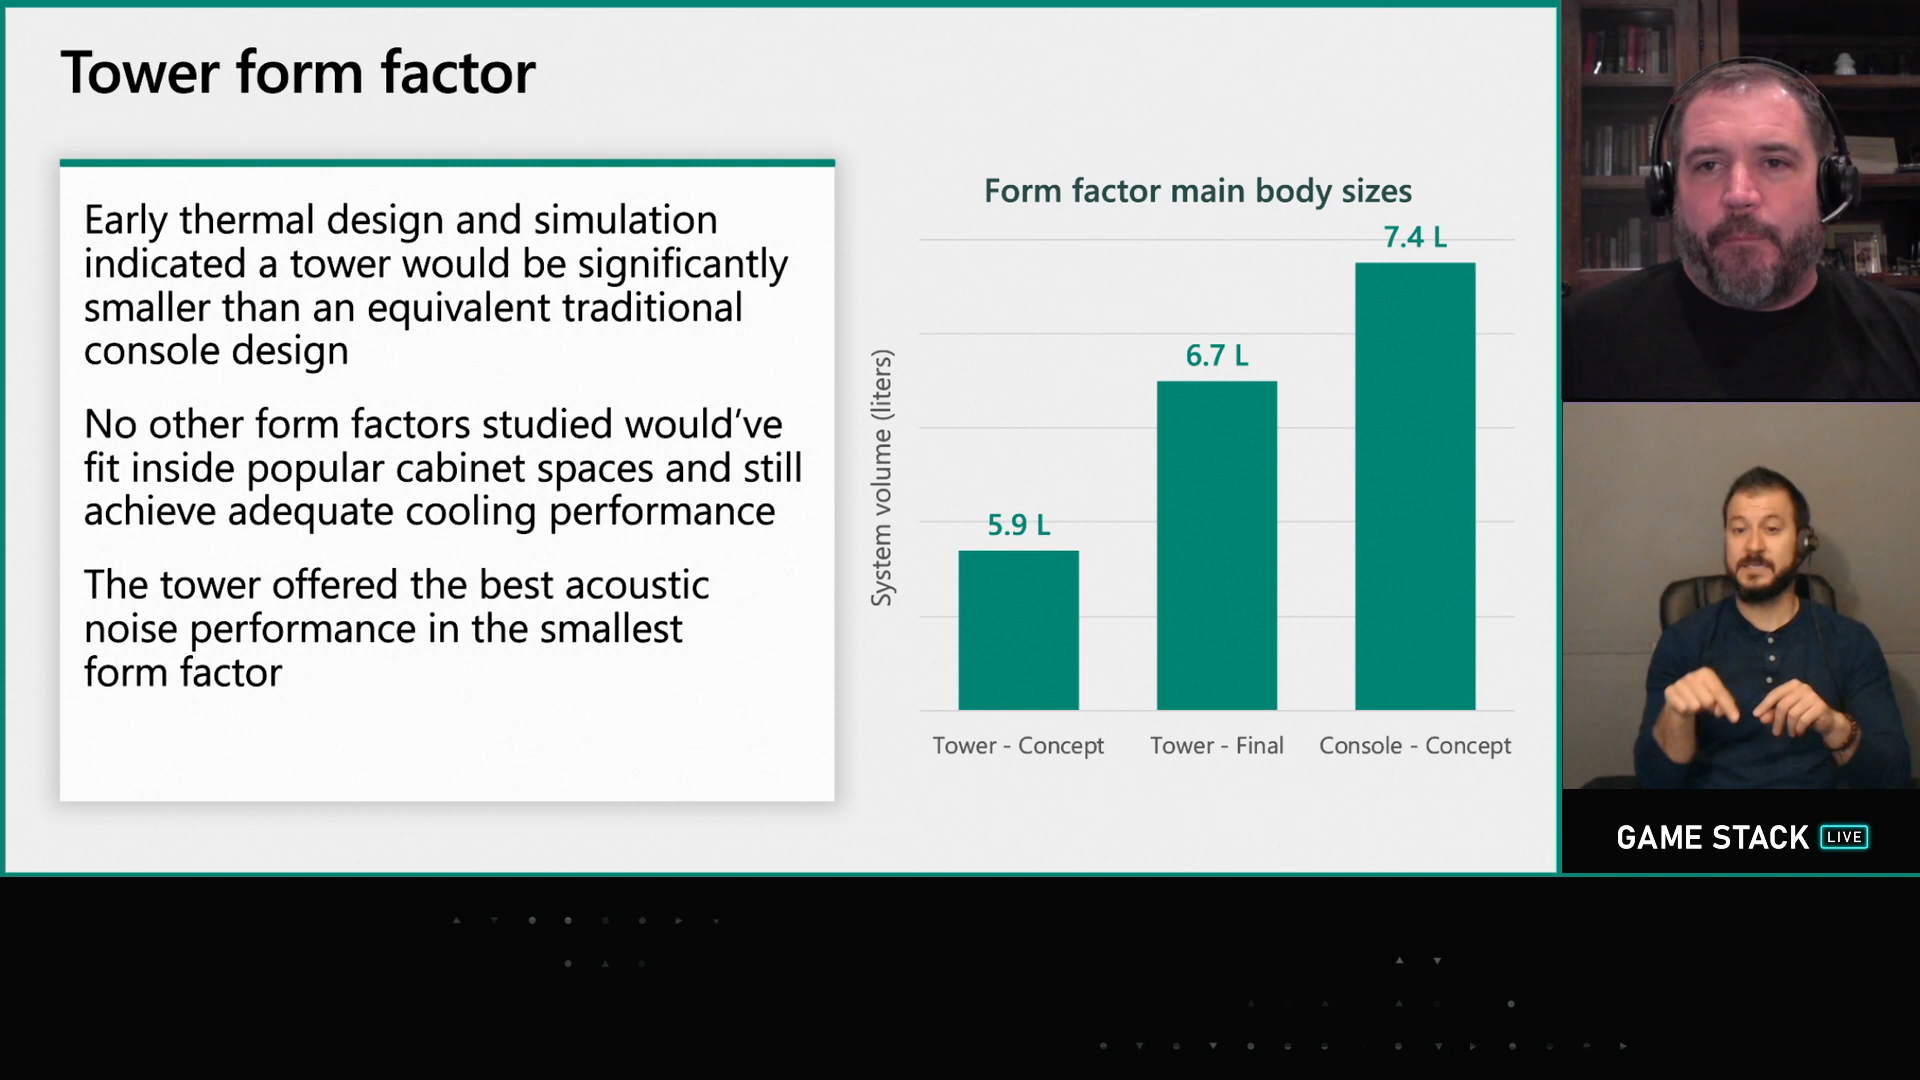 Tower form factor
Early thermal design and simulation
indicated a tower would be significantly
smaller than an equivalent traditional
console design
No other form factors studied would’ve
fit inside popular cabinet spaces and still
achieve adequate cooling performance
The tower offered the best acoustic
noise performance in the smallest
form factor
Form factor main body sizes
System volume (liters)
5.9 L
6.7 L
7.4 L
Tower - Concept
Tower - Final
Console - Concept
GAME STACK LIVE